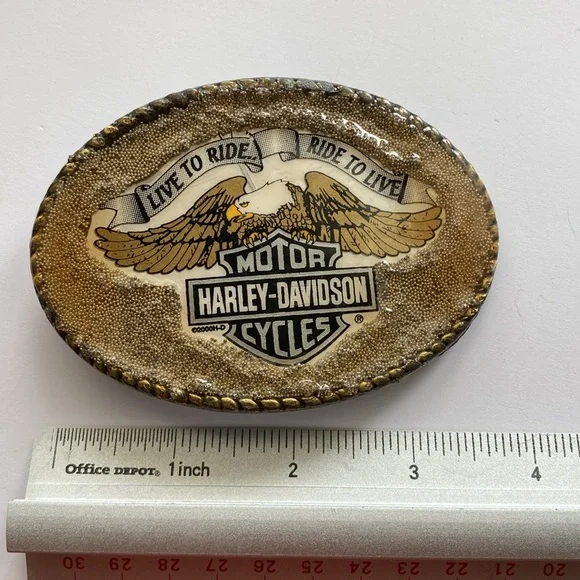 LIVE TO RIDE
RIDE TO LIVE
MOTOR
HARLEY-DAVIDSON
©2000H-D
CYCLES ®
Office DEPOT® 1 inch 2 3 4
30 29 28 27 26 25 24 23 22 21 20